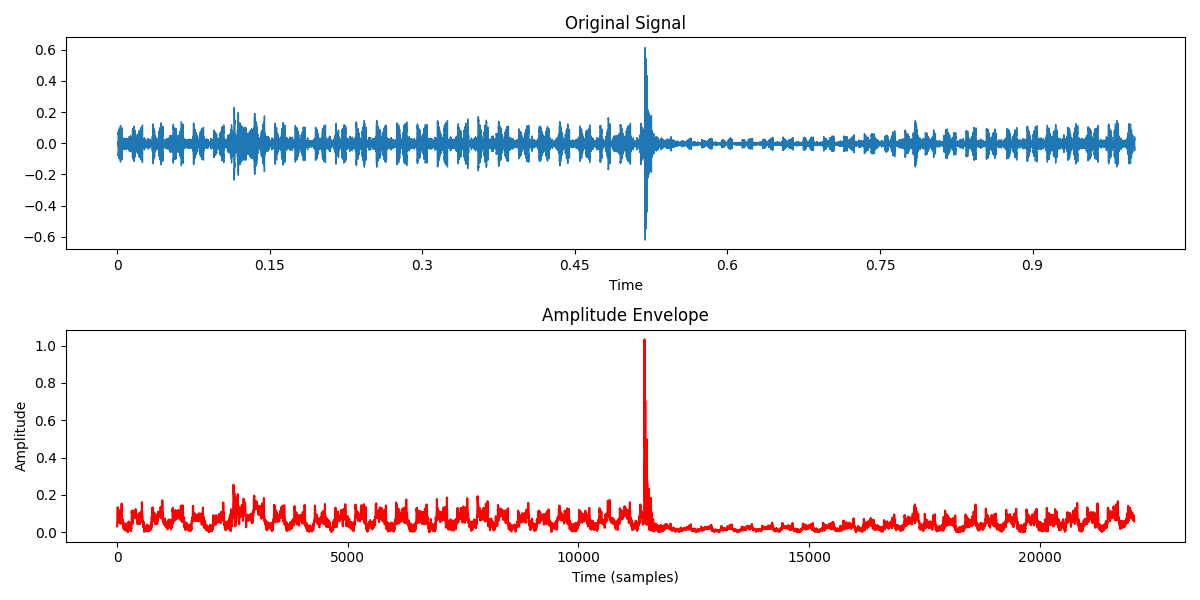 Original Signal
0.6
0.4
0.2
0.0
−0.2
−0.4
−0.6
0 0.15 0.3 0.45 0.6 0.75 0.9
Time
Amplitude Envelope
Amplitude
1.0
0.8
0.6
0.4
0.2
0.0
0 5000 10000 15000 20000
Time (samples)